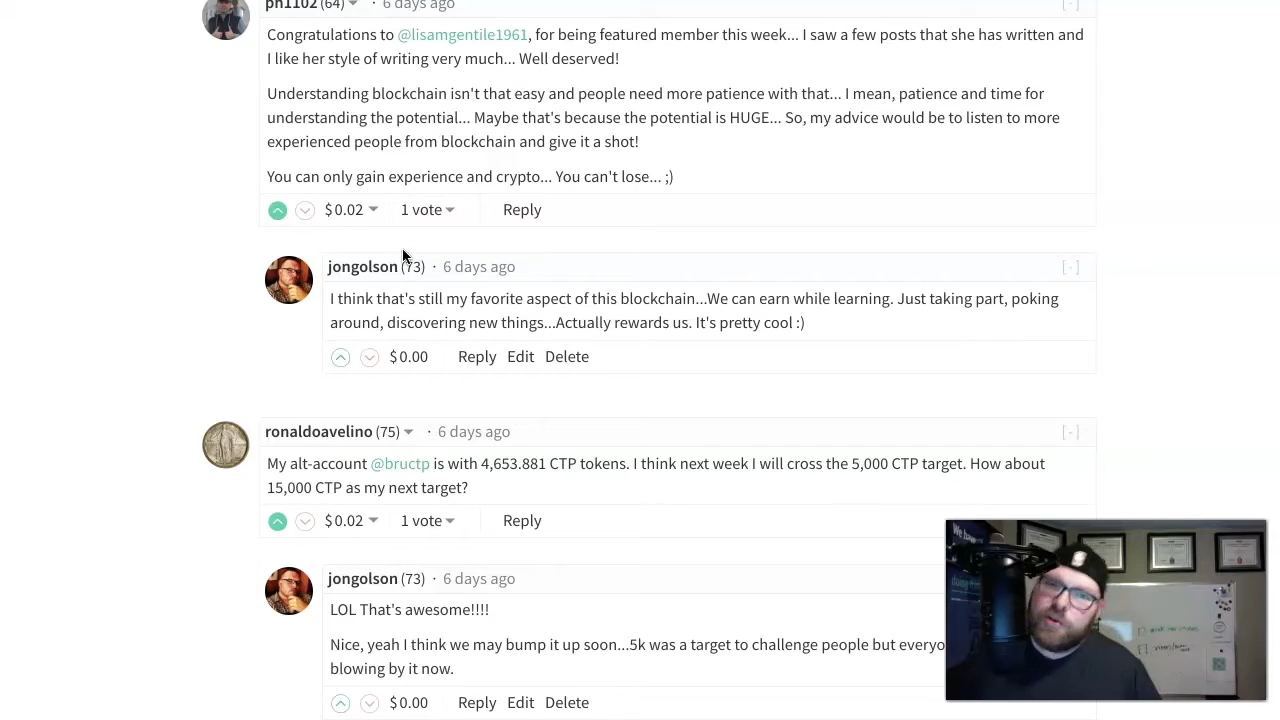 ph1102 (64) · 6 days ago [-]
Congratulations to @lisamgentile1961, for being featured member this week... I saw a few posts that she has written and
I like her style of writing very much... Well deserved!
Understanding blockchain isn't that easy and people need more patience with that... I mean, patience and time for
understanding the potential... Maybe that's because the potential is HUGE... So, my advice would be to listen to more
experienced people from blockchain and give it a shot!
You can only gain experience and crypto... You can't lose... ;)
$0.02 1 vote Reply
jongolson (73) · 6 days ago [-]
I think that's still my favorite aspect of this blockchain...We can earn while learning. Just taking part, poking
around, discovering new things...Actually rewards us. It's pretty cool :)
$0.00 Reply Edit Delete
ronaldoavelino (75) · 6 days ago [-]
My alt-account @bructp is with 4,653.881 CTP tokens. I think next week I will cross the 5,000 CTP target. How about
15,000 CTP as my next target?
$0.02 1 vote Reply
jongolson (73) · 6 days ago
LOL That's awesome!!!!
Nice, yeah I think we may bump it up soon...5k was a target to challenge people but everyo
blowing by it now.
$0.00 Reply Edit Delete
We have